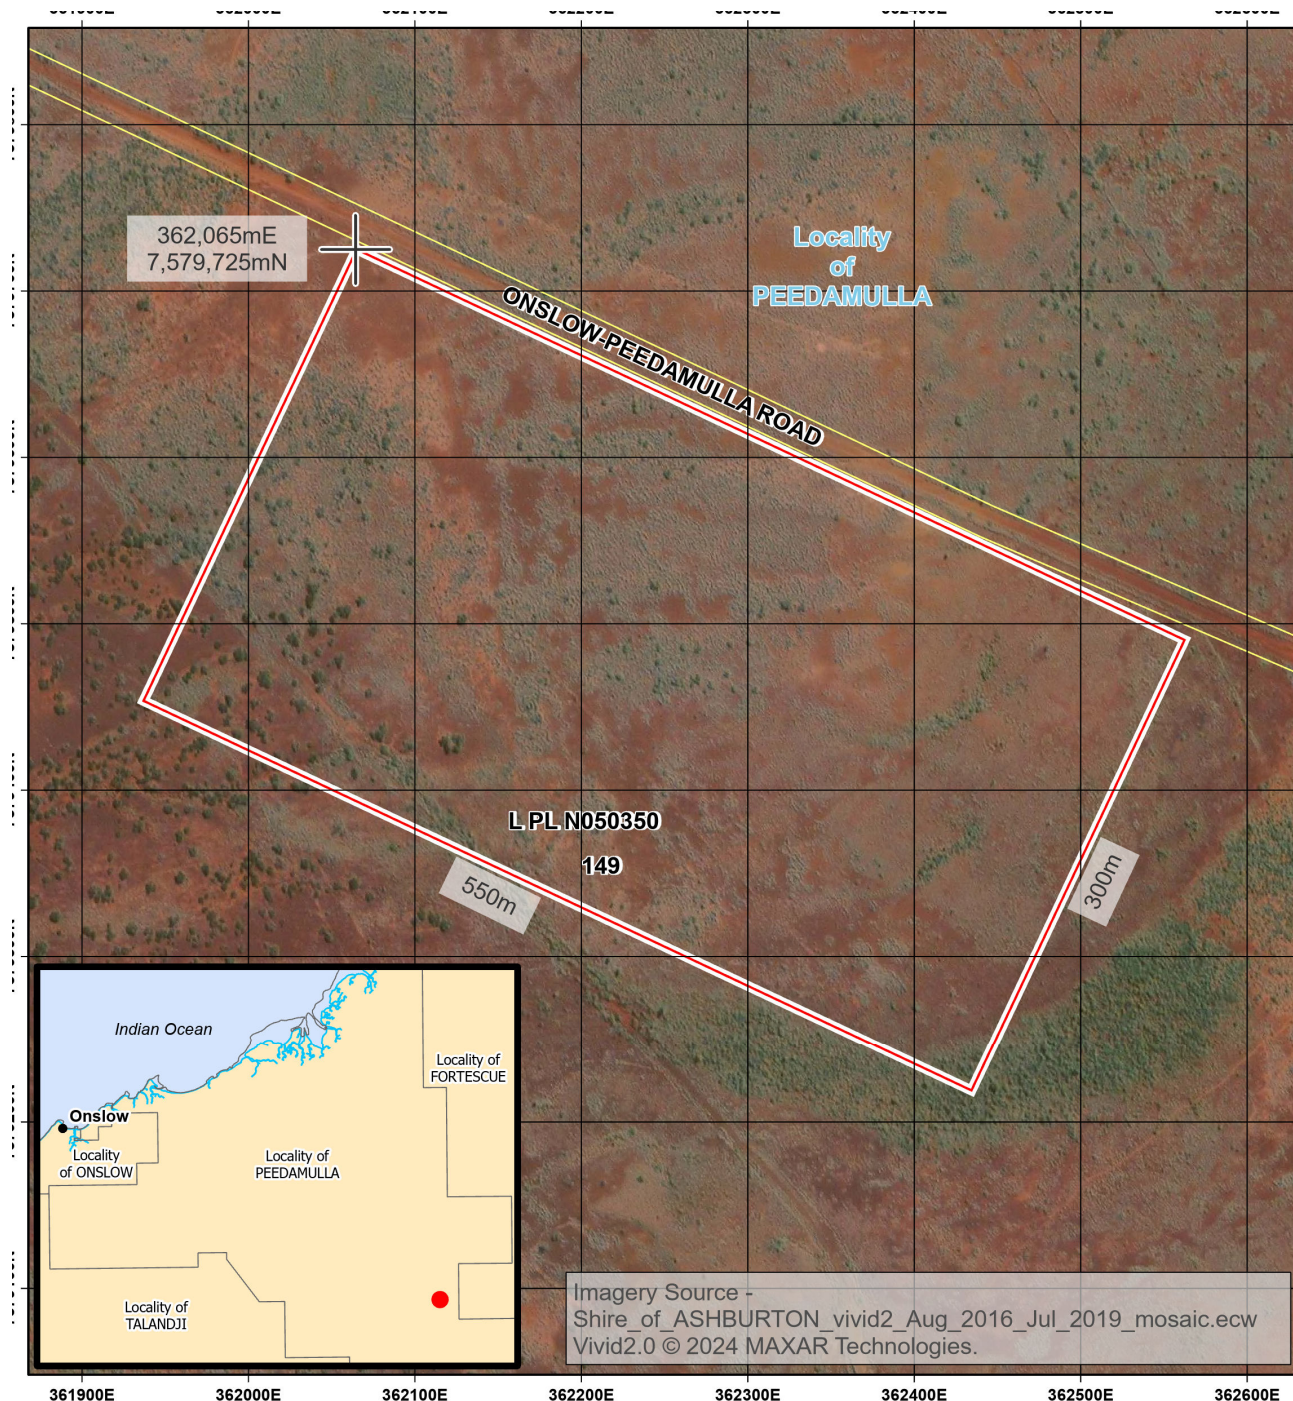 362,065mE
7,579,725mN
Locality
of
PEEDAMULLA
ONSLOW-PEEDAMULLA ROAD
L PL N050350
149
550m
300m
Indian Ocean
Locality of
FORTESCUE
Onslow
Locality
of ONSLOW
Locality of
PEEDAMULLA
Locality of
TALANDJI
Imagery Source -
Shire_of_ASHBURTON_vivid2_Aug_2016_Jul_2019_mosaic.ecw
Vivid2.0 © 2024 MAXAR Technologies.
361900E 362000E 362100E 362200E 362300E 362400E 362500E 362600E